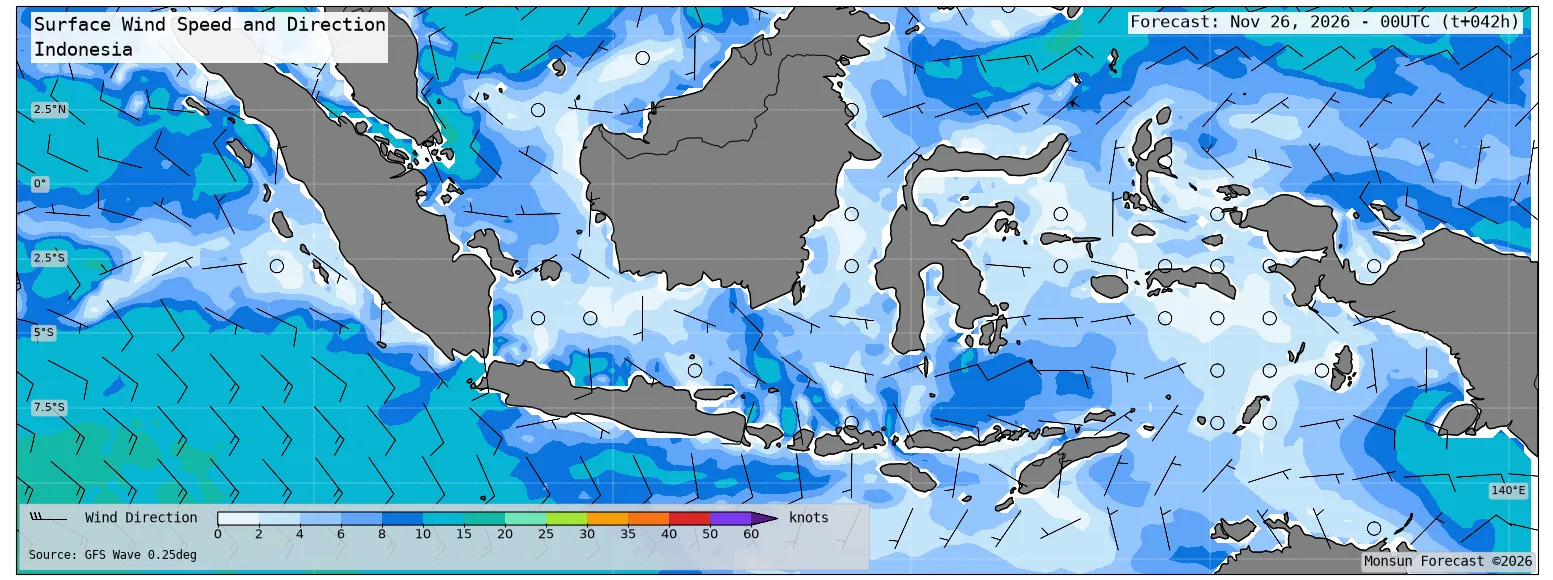 Surface Wind Speed and Direction
Indonesia
Forecast: Nov 26, 2026 - 00UTC (t+042h)
2.5°N
0°
2.5°S
5°S
7.5°S
140°E
Wind Direction
0 2 4 6 8 10 15 20 25 30 35 40 50 60
knots
Source: GFS Wave 0.25deg
Monsun Forecast ©2026